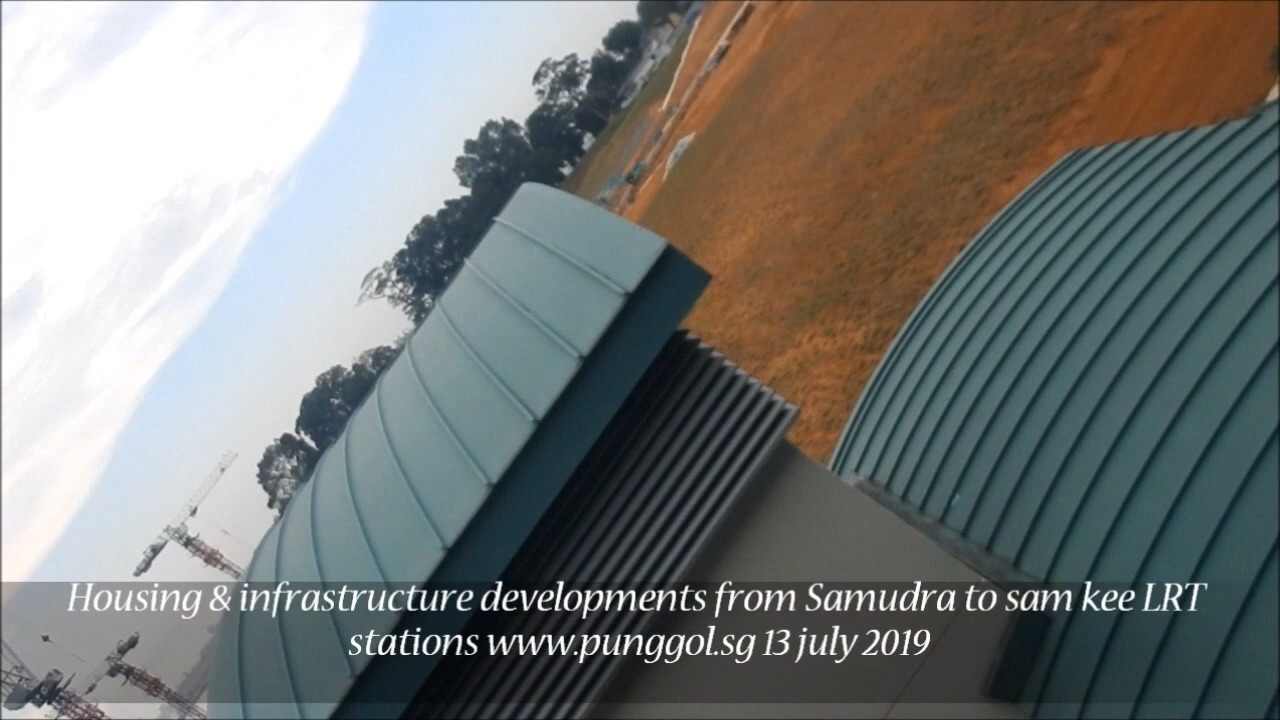 Housing & infrastructure developments from Samudra to sam kee LRT
stations www.punggol.sg 13 july 2019